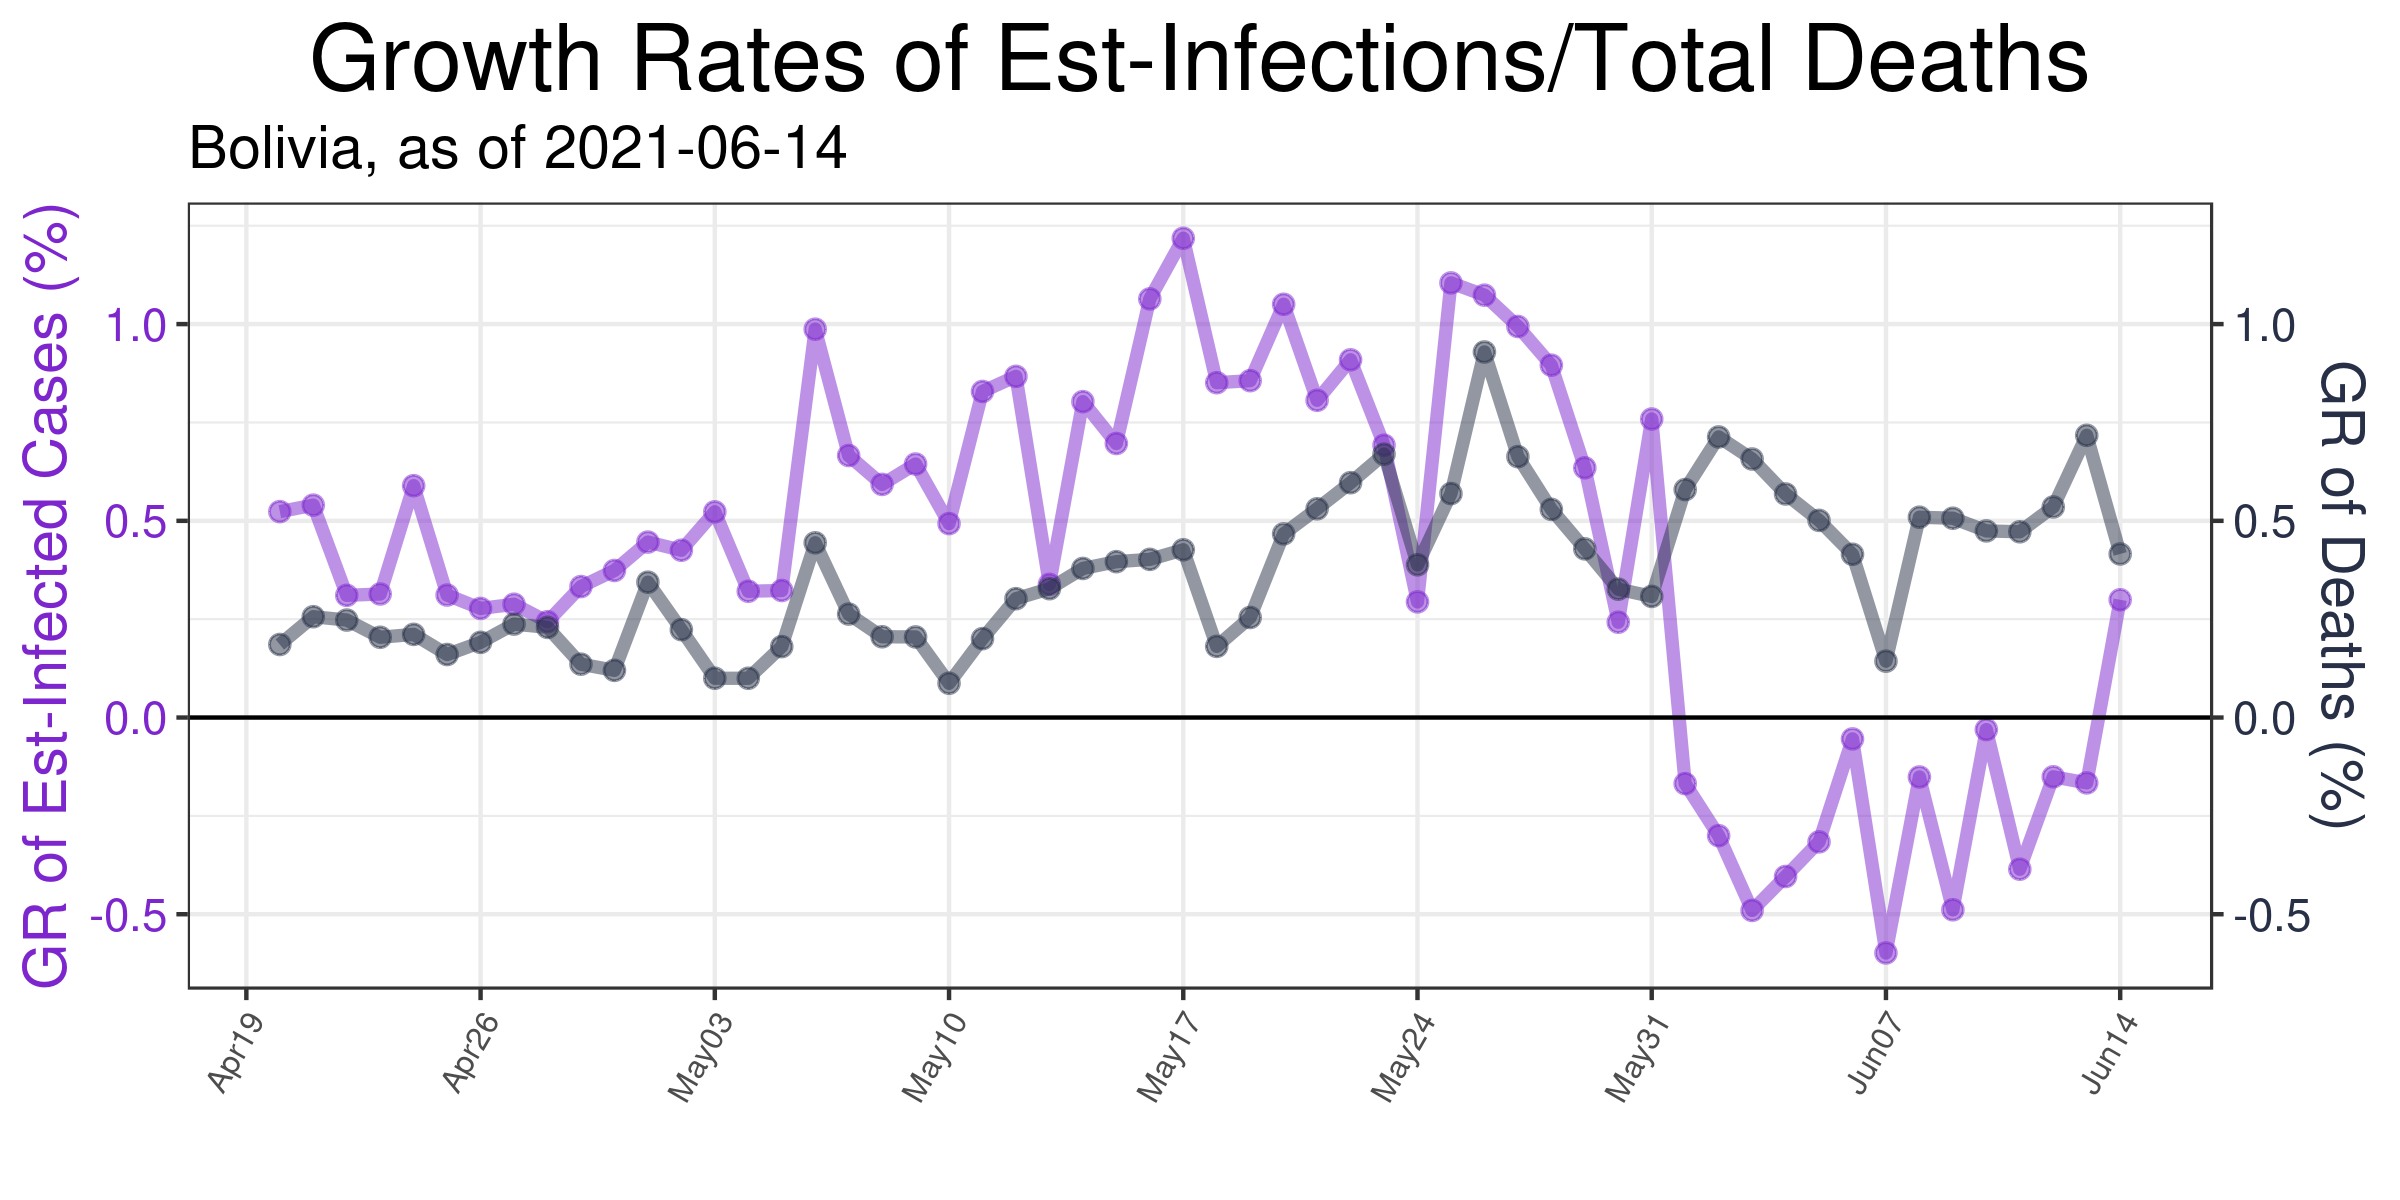 Growth Rates of Est-Infections/Total Deaths
Bolivia, as of 2021-06-14
GR of Est-Infected Cases (%)
1.0
0.5
0.0
-0.5
1.0
0.5
0.0
-0.5
GR of Deaths (%)
Apr19
Apr26
May03
May10
May17
May24
May31
Jun07
Jun14